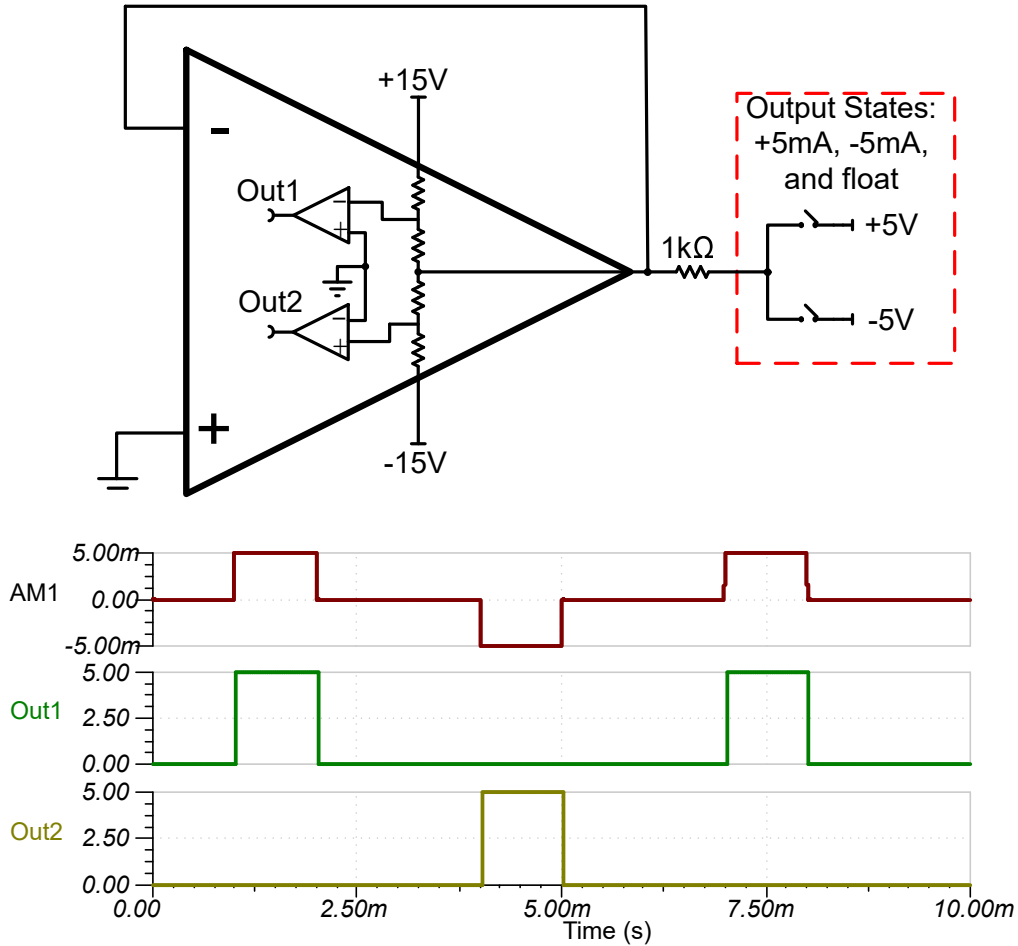 +15V
Output States:
+5mA, -5mA,
and float
-
Out1
−
+
+5V
1kΩ
Out2
−
+
-5V
+
-15V
5.00m
AM1
0.00
-5.00m
5.00
Out1
2.50
0.00
5.00
Out2
2.50
0.00
0.00
2.50m
5.00m
7.50m
10.00m
Time (s)